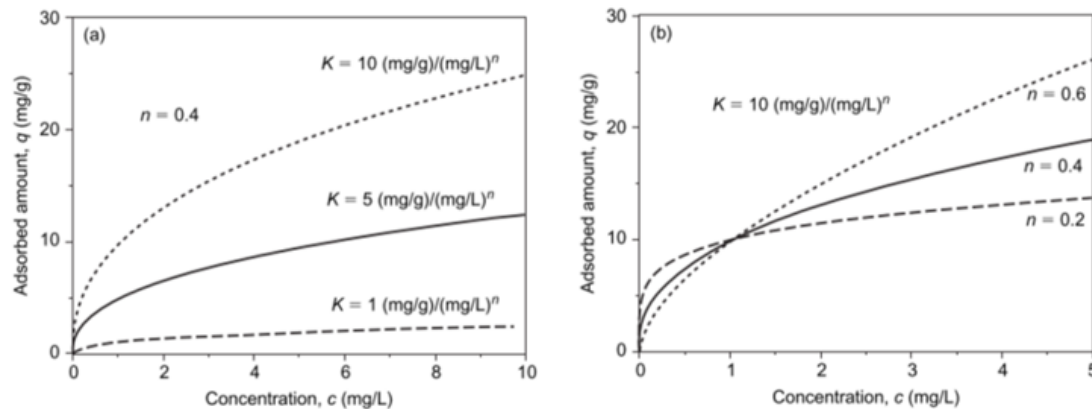 (a)
30
20
10
0
Adsorbed amount, q (mg/g)
K = 10 (mg/g)/(mg/L)ⁿ
n = 0.4
K = 5 (mg/g)/(mg/L)ⁿ
K = 1 (mg/g)/(mg/L)ⁿ
0 2 4 6 8 10
Concentration, c (mg/L)
(b)
30
20
10
0
Adsorbed amount, q (mg/g)
K = 10 (mg/g)/(mg/L)ⁿ
n = 0.6
n = 0.4
n = 0.2
0 1 2 3 4 5
Concentration, c (mg/L)